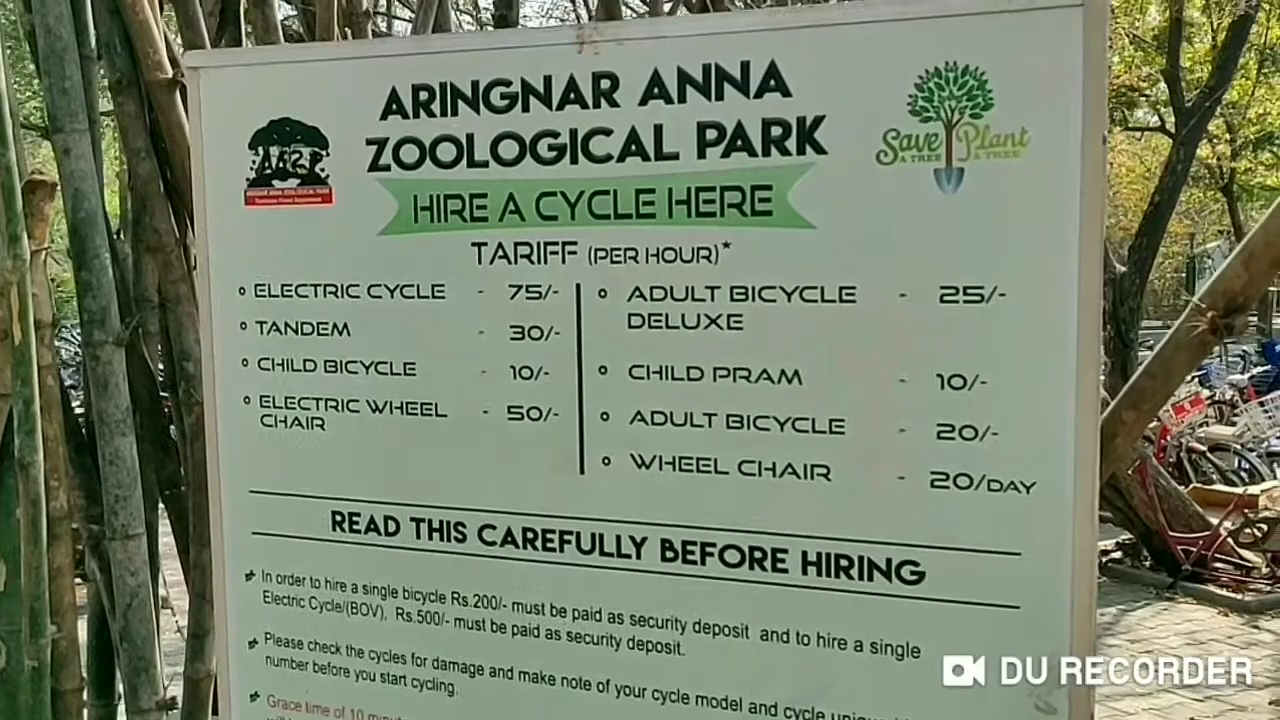 ARINGNAR ANNA
ZOOLOGICAL PARK
AAZP
ARINGNAR ANNA ZOOLOGICAL PARK
Save Plant
A TREE A TREE
HIRE A CYCLE HERE
TARIFF (PER HOUR)*
° ELECTRIC CYCLE - 75/-
° TANDEM - 30/-
° CHILD BICYCLE - 10/-
° ELECTRIC WHEEL - 50/-
CHAIR
° ADULT BICYCLE - 25/-
DELUXE
° CHILD PRAM - 10/-
° ADULT BICYCLE - 20/-
° WHEEL CHAIR - 20/DAY
READ THIS CAREFULLY BEFORE HIRING
In order to hire a single bicycle Rs.200/- must be paid as security deposit and to hire a single
Electric Cycle/(BOV), Rs.500/- must be paid as security deposit.
Please check the cycles for damage and make note of your cycle model and cycle
number before you start cycling.
Grace time of 10
DU RECORDER